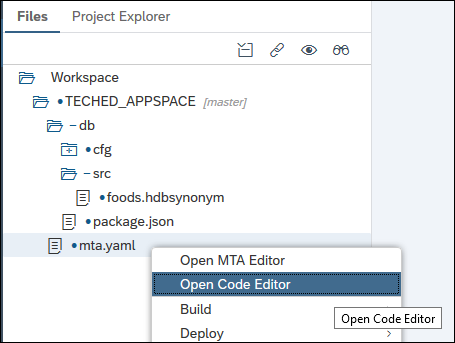 Files Project Explorer
Workspace
TECHED_APPSPACE [master]
db
cfg
src
foods.hdbsynonym
package.json
mta.yaml
Open MTA Editor
Open Code Editor
Build
Open Code Editor
Deploy